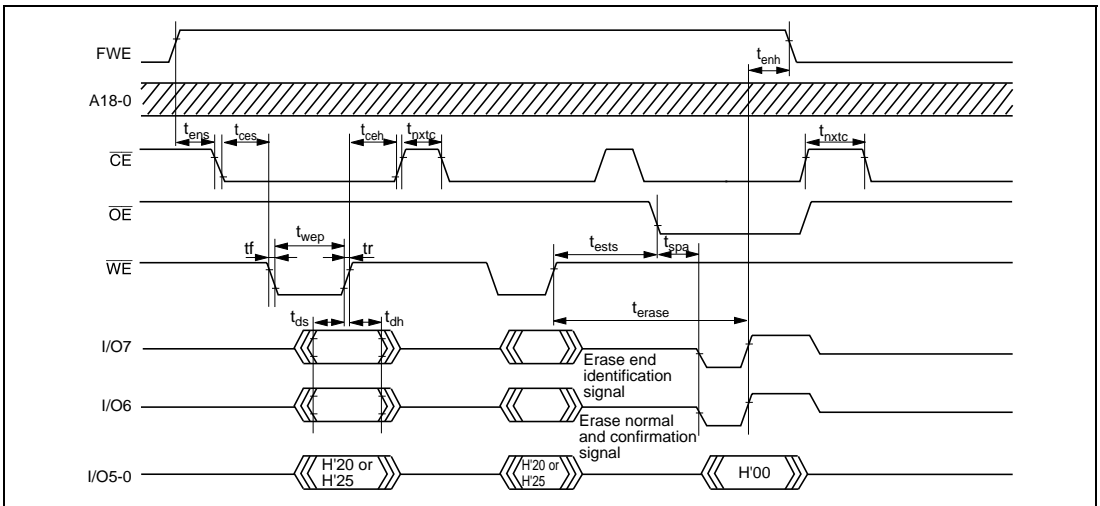 FWE
t_enh
A18-0
t_ens
t_ces
t_ceh
t_nxtc
t_nxtc
CE
OE
t_wep
t_ests
t_spa
tf
tr
WE
t_erase
t_ds
t_dh
I/O7
Erase end
identification
signal
I/O6
Erase normal
and confirmation
signal
I/O5-0
H'20 or
H'25
H'20 or
H'25
H'00